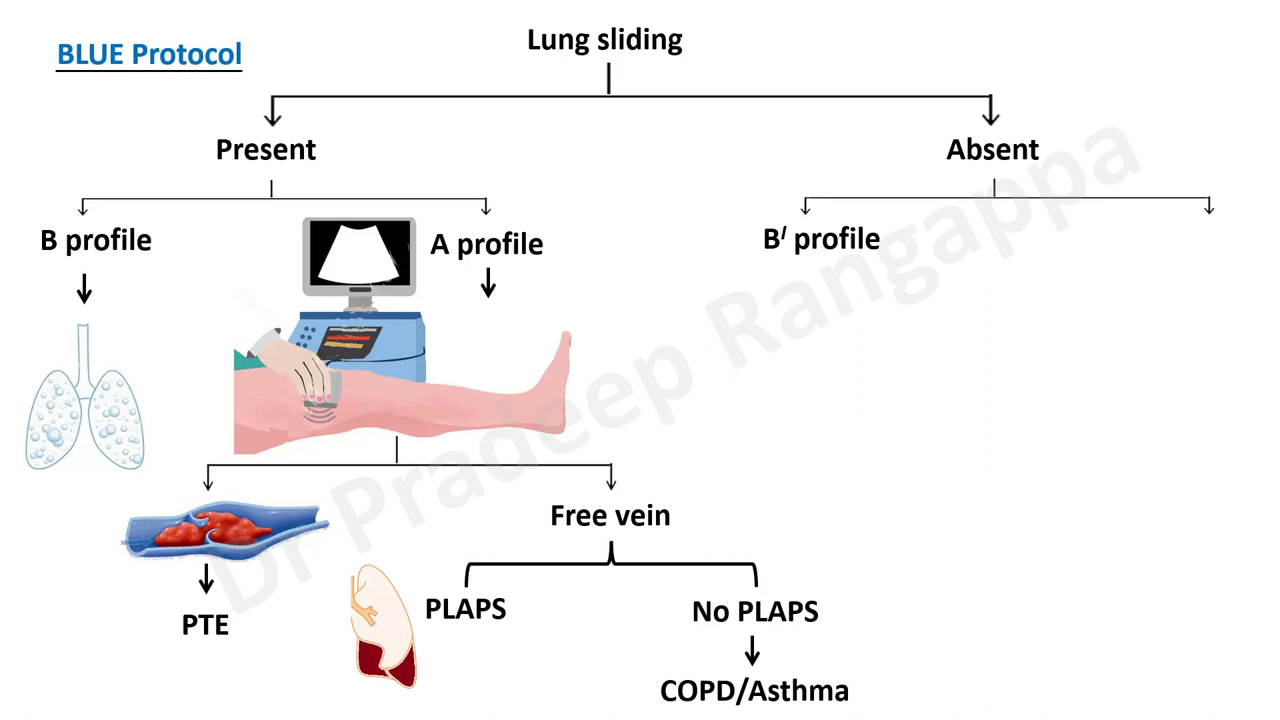 BLUE Protocol
Lung sliding
Present
Absent
B profile
A profile
B′ profile
Free vein
PLAPS
No PLAPS
PTE
COPD/Asthma
Dr Pradeep Rangappa